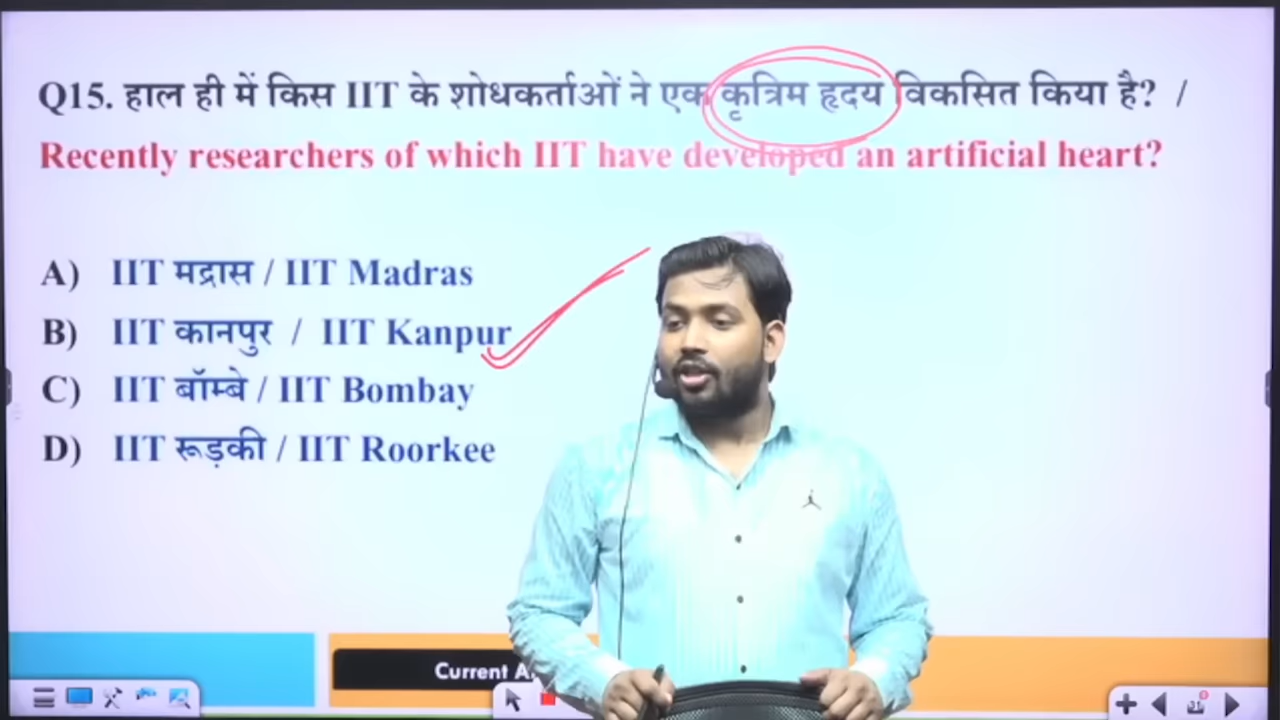 Q15. हाल ही में किस IIT के शोधकर्ताओं ने एक कृत्रिम हृदय विकसित किया है? /
Recently researchers of which IIT have developed an artificial heart?
A) IIT मद्रास / IIT Madras
B) IIT कानपुर / IIT Kanpur
C) IIT बॉम्बे / IIT Bombay
D) IIT रूड़की / IIT Roorkee
Current